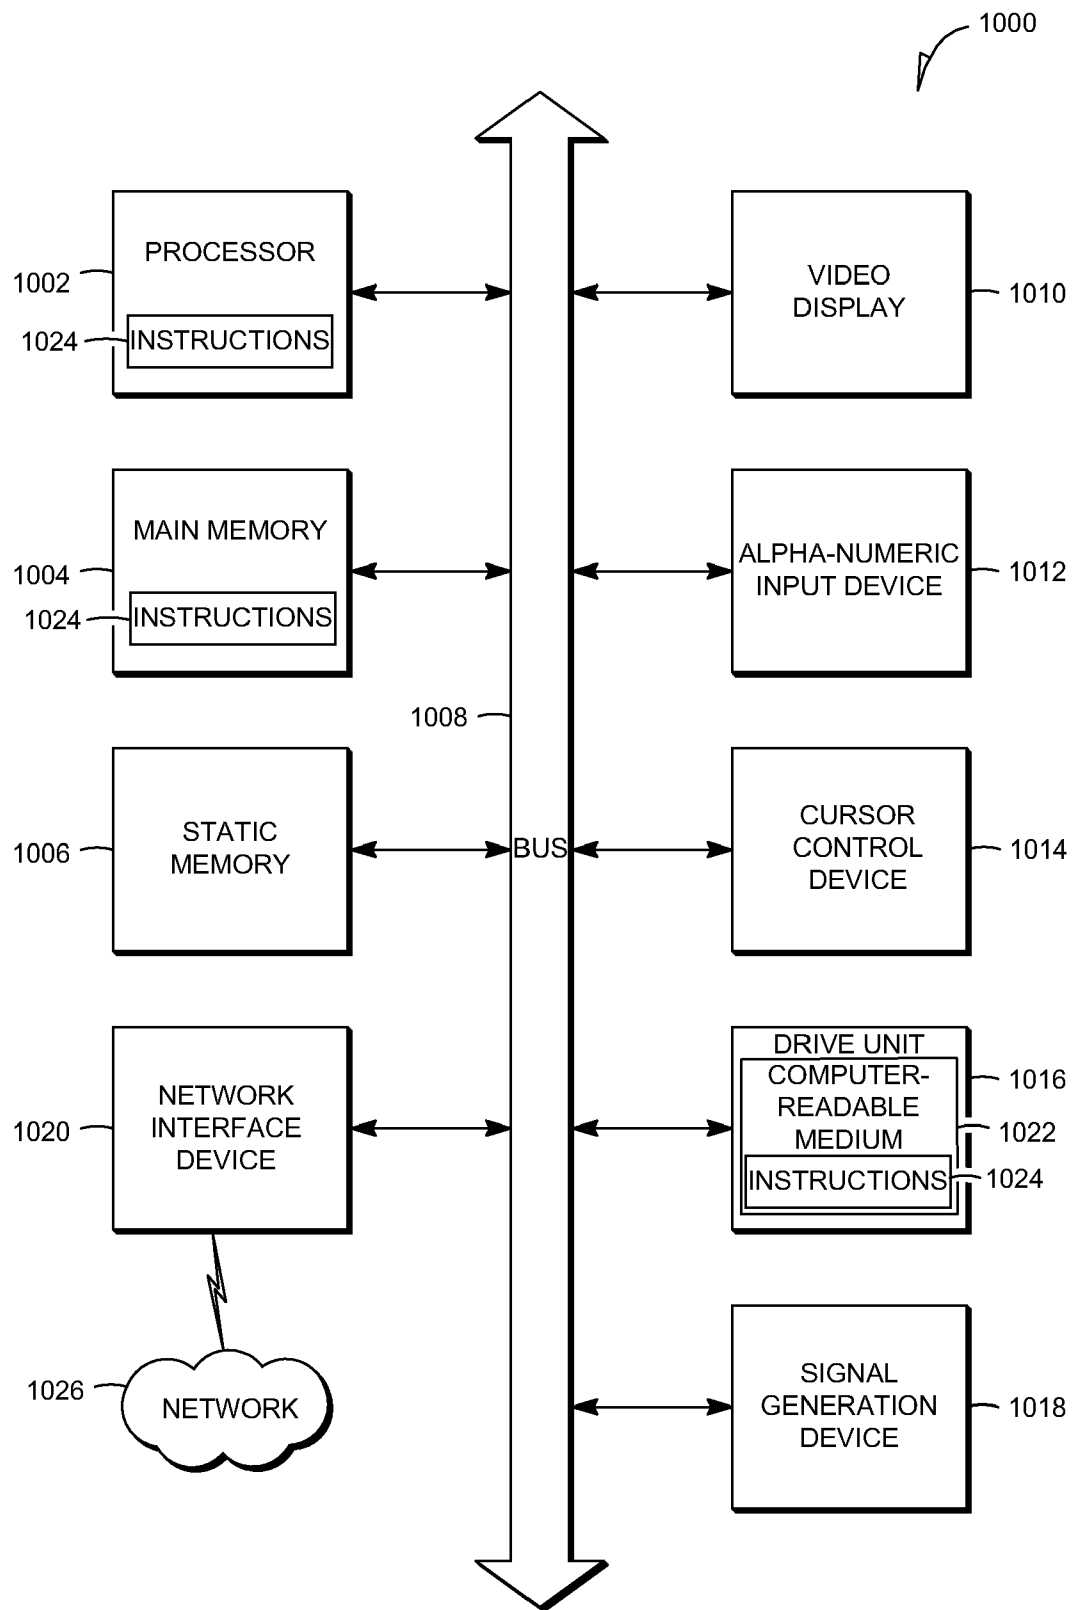 1000
PROCESSOR
1002
1024
INSTRUCTIONS
VIDEO
DISPLAY
1010
MAIN MEMORY
1004
1024
INSTRUCTIONS
ALPHA-NUMERIC
INPUT DEVICE
1012
1008
STATIC
MEMORY
1006
BUS
CURSOR
CONTROL
DEVICE
1014
NETWORK
INTERFACE
DEVICE
1020
DRIVE UNIT
COMPUTER-
READABLE
MEDIUM
INSTRUCTIONS
1016
1022
1024
1026
NETWORK
SIGNAL
GENERATION
DEVICE
1018